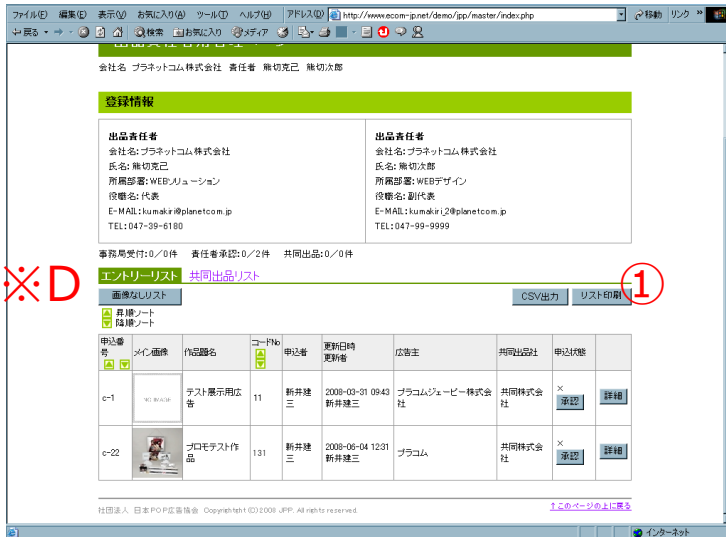 ファイル(F) 編集(E) 表示(V) お気に入り(A) ツール(T) ヘルプ(H) アドレス(D) http://www.ecom-jp.net/demo/jpp/master/index.php 移動 リンク »
戻る 検索 お気に入り メディア
会社名 プラネットコム株式会社 責任者 熊切克己 熊切次郎
登録情報
出品責任者
会社名:プラネットコム株式会社
氏名:熊切克己
所属部署:WEBソリューション
役職名:代表
E-MAIL:kumakiri@planetcom.jp
TEL:047-39-6180
出品責任者
会社名:プラネットコム株式会社
氏名:熊切次郎
所属部署:WEBデザイン
役職名:副代表
E-MAIL:kumakiri_2@planetcom.jp
TEL:047-99-9999
事務局受付:0/0件 責任者承認:0/2件 共同出品:0/0件
※D
エントリーリスト 共同出品リスト
①
画像なしリスト CSV出力 リスト印刷
昇順ソート
降順ソート
申込番号 メイン画像 作品題名 コードNo 申込者 更新日時 更新者 広告主 共同出品社 申込状態
c-1 NO IMAGE テスト展示用広告 11 新井建三 2008-03-31 09:43 新井建三 プラコムジェーピー株式会社 共同株式会社 × 承認 詳細
c-22 プロモテスト作品 131 新井建三 2008-06-04 12:31 新井建三 プラコム 共同株式会社 × 承認 詳細
社団法人 日本POP広告協会 Copyrightsht (C)2008 JPP. All rights reserved.
↑このページの上に戻る
インターネット